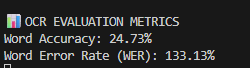 📊 OCR EVALUATION METRICS
Word Accuracy: 24.73%
Word Error Rate (WER): 133.13%